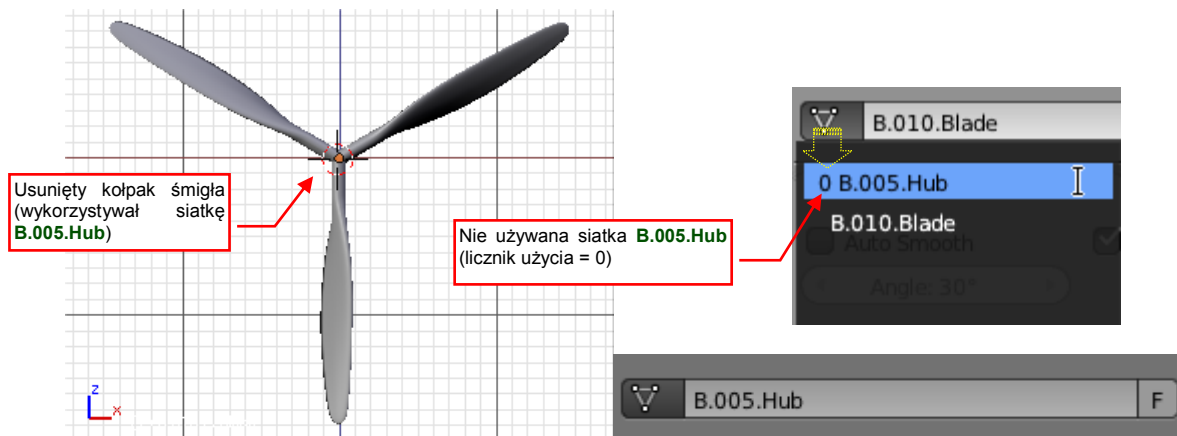 Usunięty kołpak śmigła
(wykorzystywał siatkę
B.005.Hub)
z
x
Nie używana siatka B.005.Hub
(licznik użycia = 0)
B.010.Blade
0 B.005.Hub
B.010.Blade
Auto Smooth
Angle: 30°
B.005.Hub
F